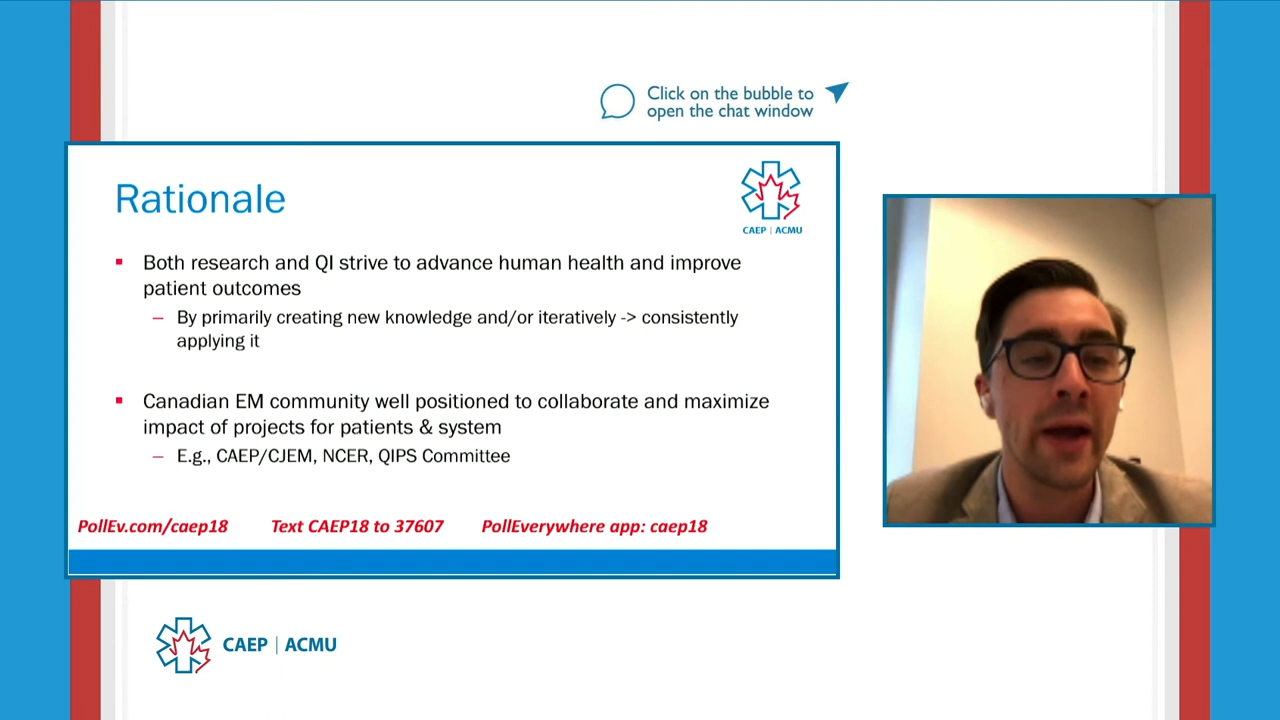 Click on the bubble to
open the chat window
Rationale
CAEP | ACMU
Both research and QI strive to advance human health and improve
patient outcomes
– By primarily creating new knowledge and/or iteratively -> consistently
applying it
Canadian EM community well positioned to collaborate and maximize
impact of projects for patients & system
– E.g., CAEP/CJEM, NCER, QIPS Committee
PollEv.com/caep18 Text CAEP18 to 37607 PollEverywhere app: caep18
CAEP | ACMU